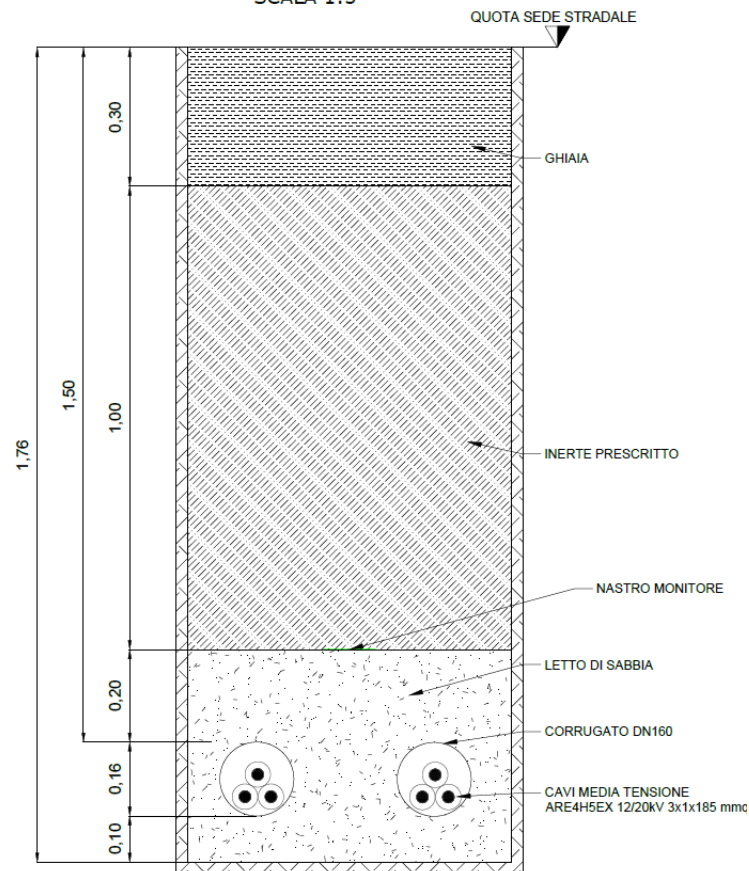 QUOTA SEDE STRADALE
0,30
GHIAIA
1,50
1,00
1,76
INERTE PRESCRITTO
NASTRO MONITORE
LETTO DI SABBIA
0,20
CORRUGATO DN160
0,16
CAVI MEDIA TENSIONE
ARE4H5EX 12/20kV 3x1x185 mmq
0,10